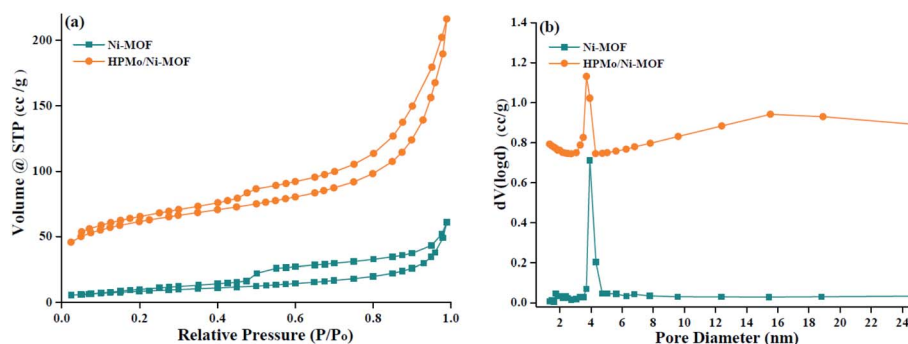 (a)
Ni-MOF
HPMo/Ni-MOF
Volume @ STP (cc /g)
200
150
100
50
0
0.0 0.2 0.4 0.6 0.8 1.0
Relative Pressure (P/Po)
(b)
Ni-MOF
HPMo/Ni-MOF
dV(logd) (cc/g)
1.4
1.2
1.0
0.8
0.6
0.4
0.2
0.0
2 4 6 8 10 12 14 16 18 20 22 24
Pore Diameter (nm)